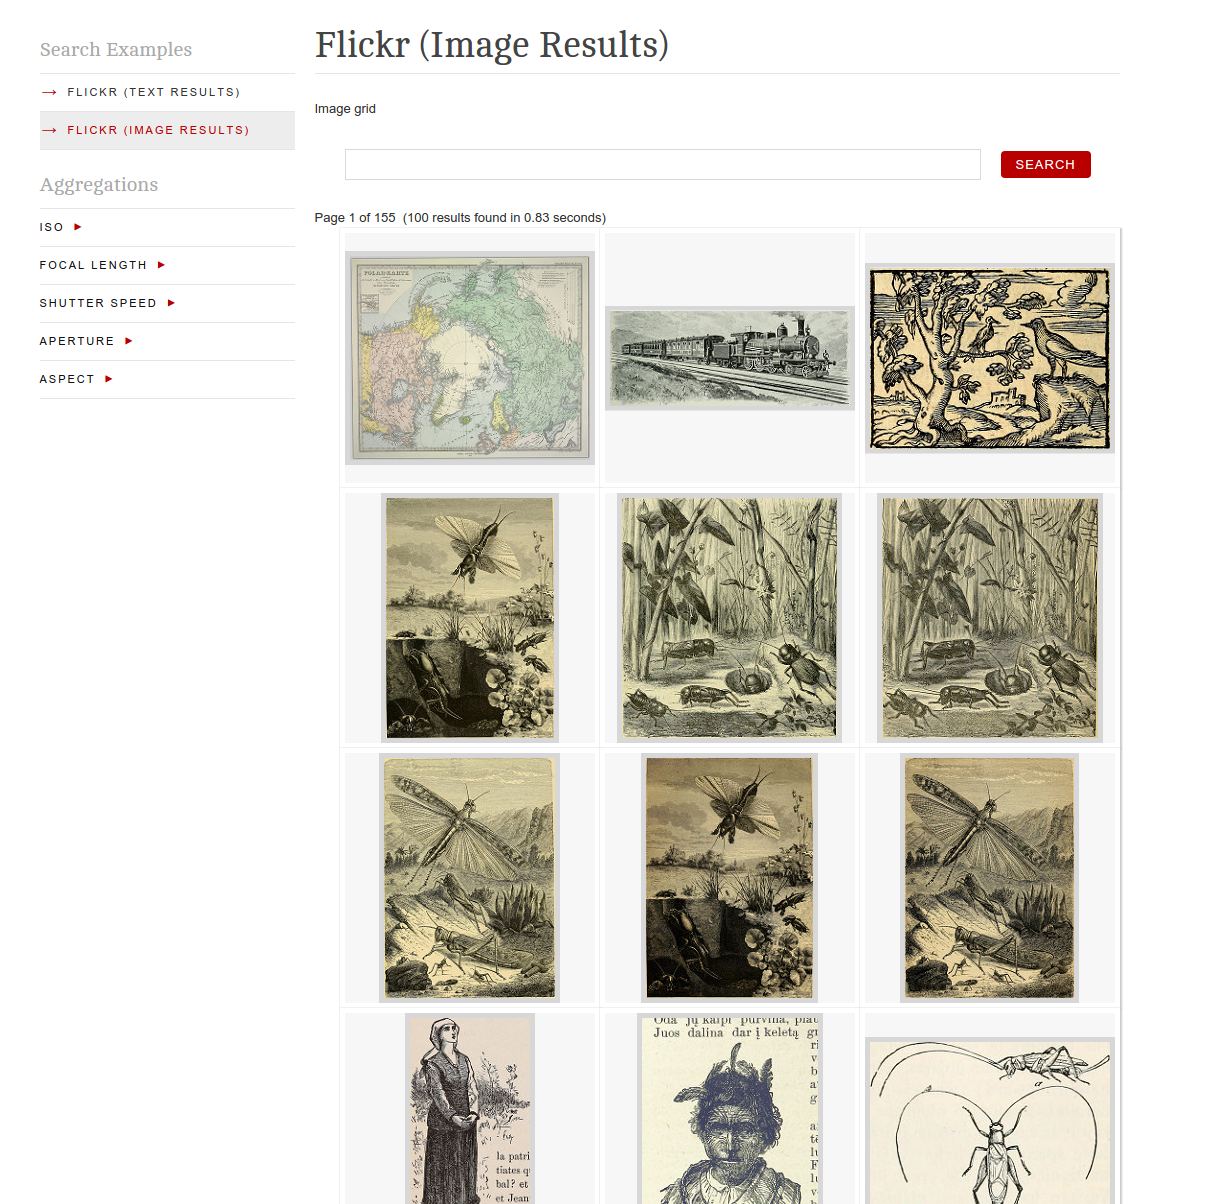 Search Examples
→ FLICKR (TEXT RESULTS)
→ FLICKR (IMAGE RESULTS)
Aggregations
ISO ►
FOCAL LENGTH ►
SHUTTER SPEED ►
APERTURE ►
ASPECT ►
Flickr (Image Results)
Image grid
SEARCH
Page 1 of 155 (100 results found in 0.83 seconds)
POLAR-KARTE
la patri
tiates q
bal? et
et Jean
Oda jų kaipi purvina, plau
Juos dalina dar į keletą
a